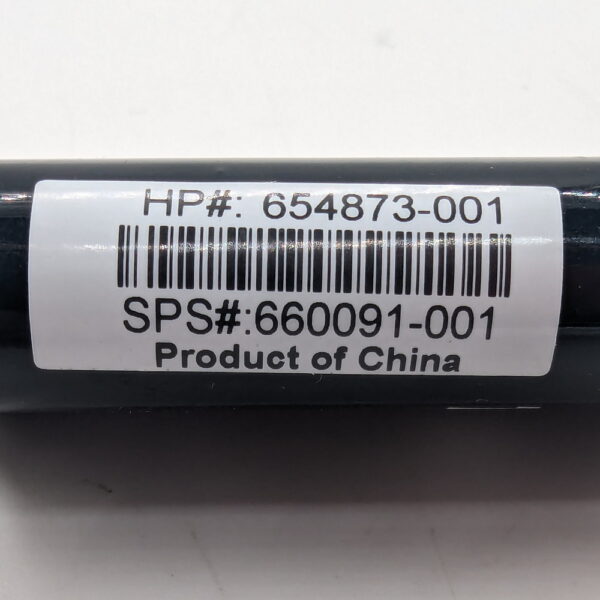 HP#: 654873-001
SPS#:660091-001
Product of China